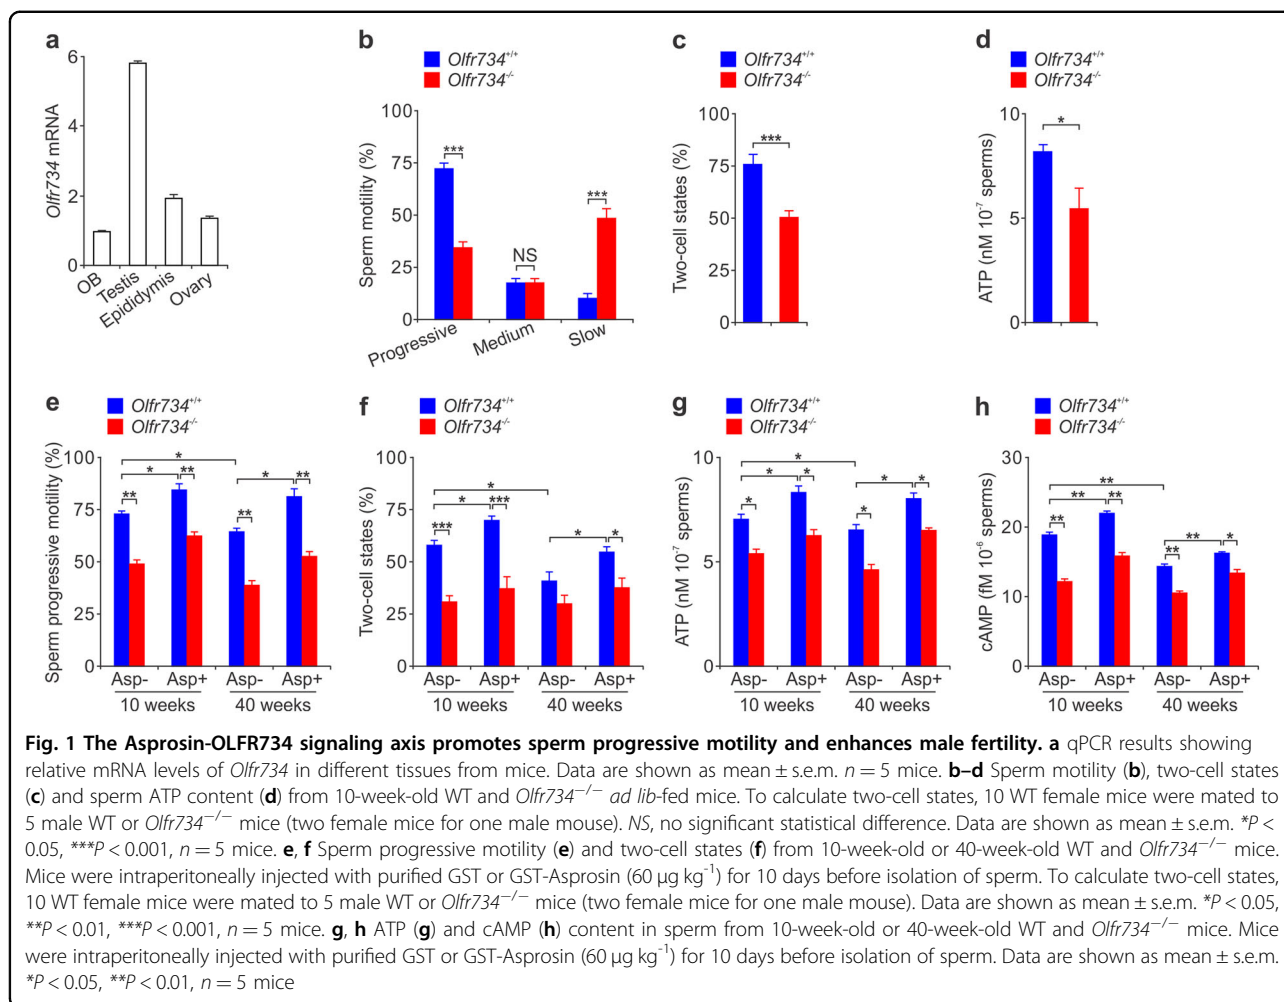 a
Olfr734 mRNA
6
4
2
0
OB
Testis
Epididymis
Ovary
b
Olfr734+/+
Olfr734-/-
Sperm motility (%)
100
75
50
25
0
***
NS
***
Progressive
Medium
Slow
c
Olfr734+/+
Olfr734-/-
Two-cell states (%)
100
75
50
25
0
***
d
Olfr734+/+
Olfr734-/-
ATP (nM 10-7 sperms)
10
5
0
*
e
Olfr734+/+
Olfr734-/-
Sperm progressive motility (%)
100
75
50
25
0
*
* ** * **
** **
Asp- Asp+ Asp- Asp+
10 weeks 40 weeks
f
Olfr734+/+
Olfr734-/-
Two-cell states (%)
100
75
50
25
0
*
* ***
***
* *
Asp- Asp+ Asp- Asp+
10 weeks 40 weeks
g
Olfr734+/+
Olfr734-/-
ATP (nM 10-7 sperms)
10
5
0
*
* * * *
* *
Asp- Asp+ Asp- Asp+
10 weeks 40 weeks
h
Olfr734+/+
Olfr734-/-
cAMP (fM 10-6 sperms)
30
20
10
0
**
** **
**
** *
**
Asp- Asp+ Asp- Asp+
10 weeks 40 weeks
Fig. 1 The Asprosin-OLFR734 signaling axis promotes sperm progressive motility and enhances male fertility. a qPCR results showing
relative mRNA levels of Olfr734 in different tissues from mice. Data are shown as mean ± s.e.m. n = 5 mice. b–d Sperm motility (b), two-cell states
(c) and sperm ATP content (d) from 10-week-old WT and Olfr734−/− ad lib-fed mice. To calculate two-cell states, 10 WT female mice were mated to
5 male WT or Olfr734−/− mice (two female mice for one male mouse). NS, no significant statistical difference. Data are shown as mean ± s.e.m. *P <
0.05, ***P < 0.001, n = 5 mice. e, f Sperm progressive motility (e) and two-cell states (f) from 10-week-old or 40-week-old WT and Olfr734−/− mice.
Mice were intraperitoneally injected with purified GST or GST-Asprosin (60 μg kg-1) for 10 days before isolation of sperm. To calculate two-cell states,
10 WT female mice were mated to 5 male WT or Olfr734−/− mice (two female mice for one male mouse). Data are shown as mean ± s.e.m. *P < 0.05,
**P < 0.01, ***P < 0.001, n = 5 mice. g, h ATP (g) and cAMP (h) content in sperm from 10-week-old or 40-week-old WT and Olfr734−/− mice. Mice
were intraperitoneally injected with purified GST or GST-Asprosin (60 μg kg-1) for 10 days before isolation of sperm. Data are shown as mean ± s.e.m.
*P < 0.05, **P < 0.01, n = 5 mice